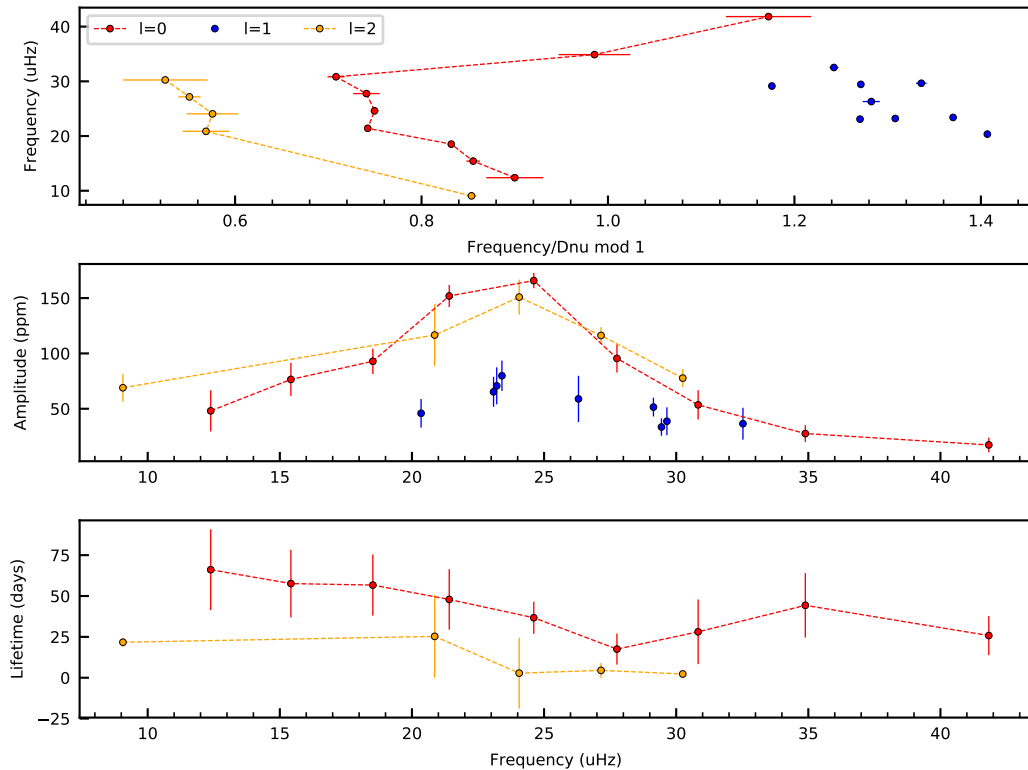 l=0 l=1 l=2
40
30
20
10
Frequency (uHz)
0.6 0.8 1.0 1.2 1.4
Frequency/Dnu mod 1
150
100
50
Amplitude (ppm)
10 15 20 25 30 35 40
75
50
25
0
−25
Lifetime (days)
10 15 20 25 30 35 40
Frequency (uHz)